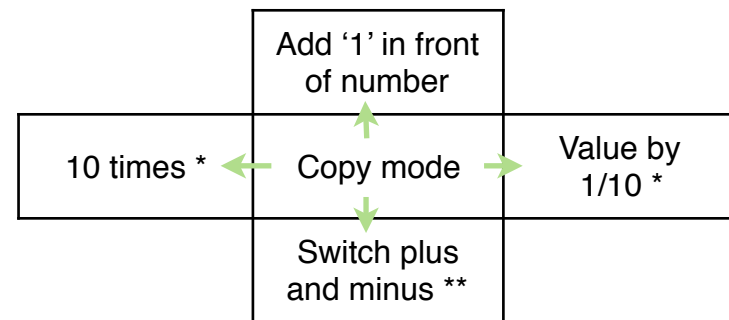 Add ‘1’ in front
of number
10 times *
Copy mode
Value by
1/10 *
Switch plus
and minus **